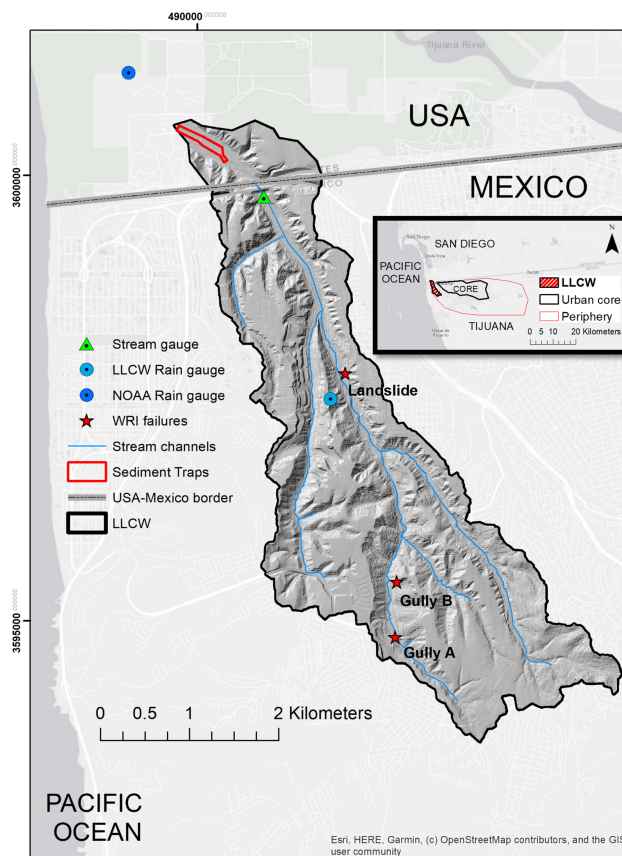 490000.000000
Tijuana River
USA
3600000.000000
MEXICO
SAN DIEGO
PACIFIC
OCEAN
CORE
TIJUANA
N
LLCW
Urban core
Periphery
0 5 10 20 Kilometers
Stream gauge
LLCW Rain gauge
NOAA Rain gauge
WRI failures
Stream channels
Sediment Traps
USA-Mexico border
LLCW
Landslide
Gully B
Gully A
3595000.000000
0 0.5 1 2 Kilometers
PACIFIC
OCEAN
Esri, HERE, Garmin, (c) OpenStreetMap contributors, and the GIS
user community